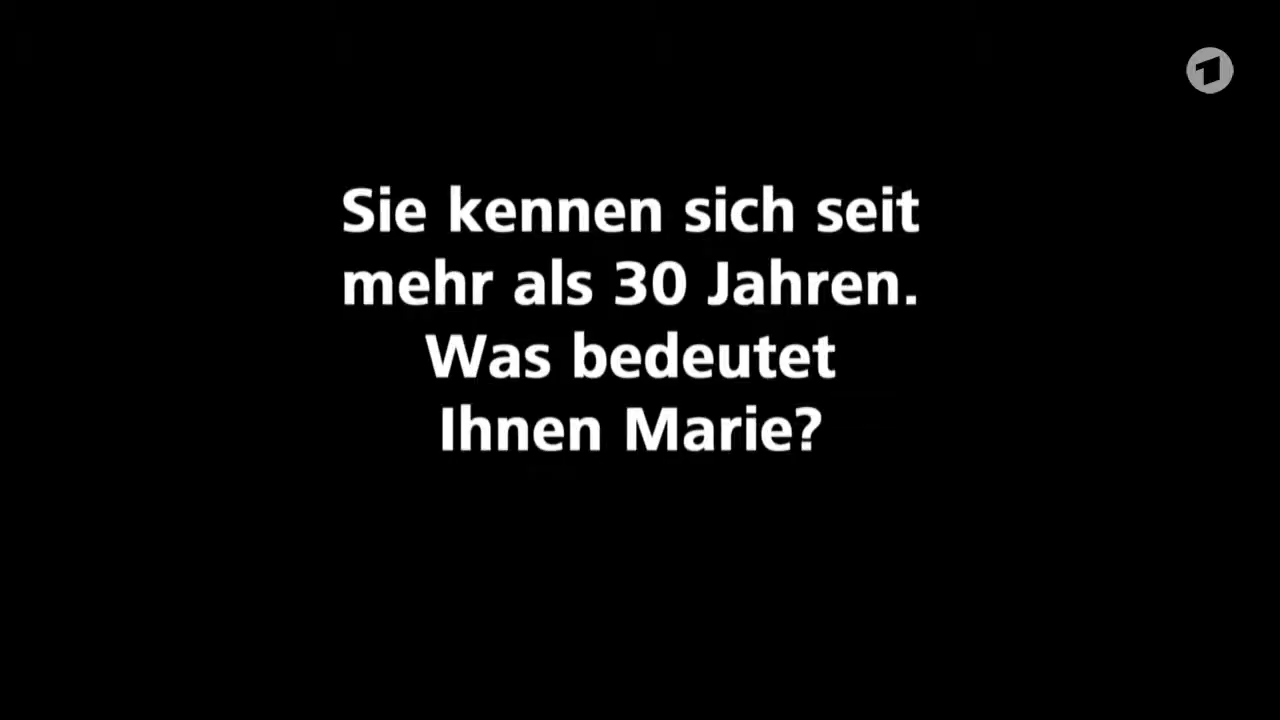 Sie kennen sich seit
mehr als 30 Jahren.
Was bedeutet
Ihnen Marie?